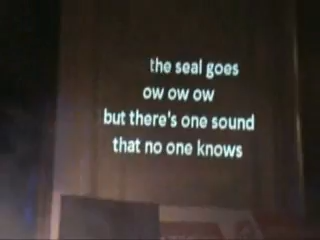 the seal goes
ow ow ow
but there's one sound
that no one knows